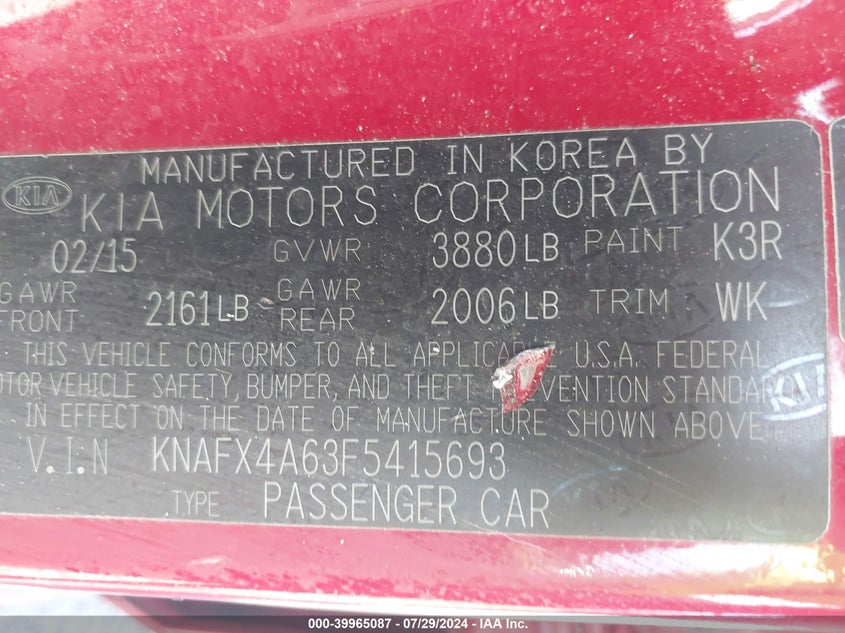 MANUFACTURED IN KOREA BY
KIA KIA MOTORS CORPORATION
02/15 GVWR 3880LB PAINT K3R
GAWR FRONT 2161LB GAWR REAR 2006LB TRIM WK
THIS VEHICLE CONFORMS TO ALL U.S.A. FEDERAL
VEHICLE SAFETY, BUMPER, AND THEFT
IN EFFECT ON THE DATE OF MANUFACTURE SHOWN ABOVE
V.I.N KNAFX4A63F5415693
TYPE PASSENGER CAR
000-39965087 - 07/29/2024 - IAA Inc.